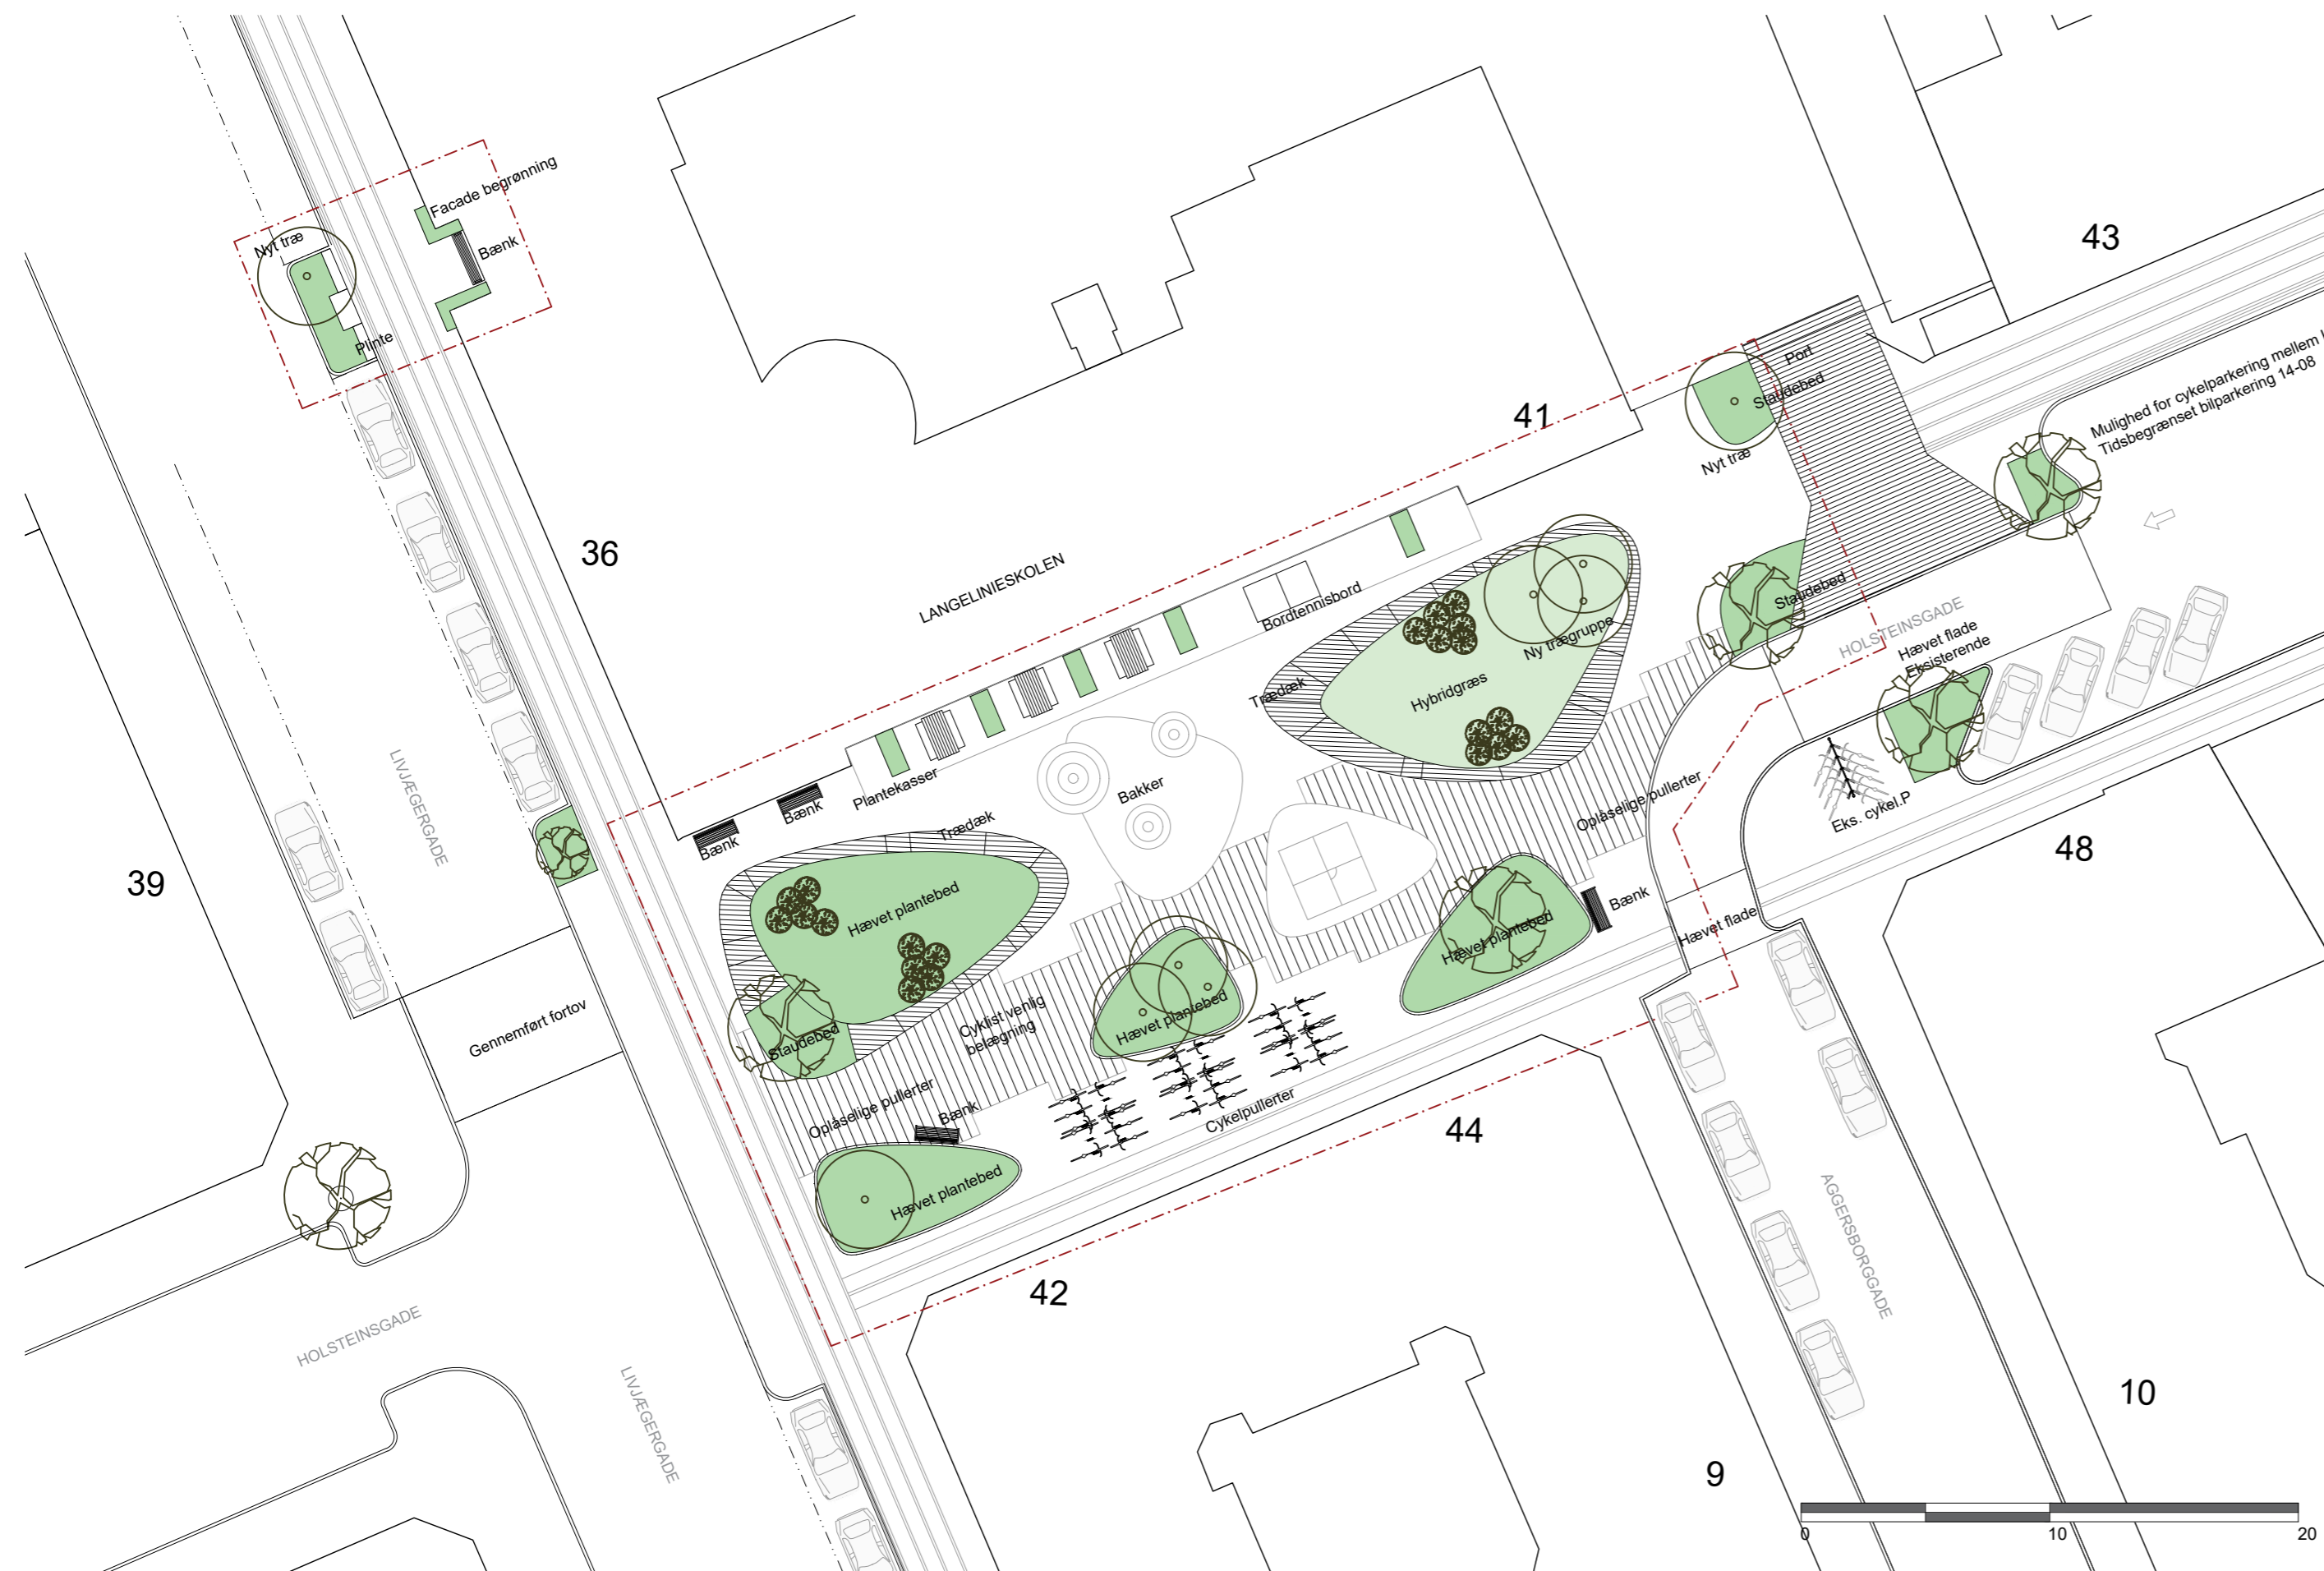 Facade begrønning
Nyt træ
Bænk
Plinte
43
Mulighed for cykelparkering mellem
Tidsbegrænset bilparkering 14-08
Port
Staudebed
41
Nyt træ
36
LANGELINIESKOLEN
Bordtennisbord
Staudebed
HOLSTEINSGADE
Hævet flade
Eksisterende
Ny trægruppe
Hybridgræs
Trædæk
LIVJÆGERGADE
Bakker
Plantekasser
Bænk
Bænk
Trædæk
Oplåselige pullerter
Eks. cykel.P
48
39
Hævet plantebed
Bænk
Hævet plantebed
Hævet flade
Gennemført fortov
Cyklist venlig
belægning
Hævet plantebed
Staudebed
Oplåselige pullerter
Bænk
Cykelpullerter
44
Hævet plantebed
AGGERSBORGGADE
42
HOLSTEINSGADE
LIVJÆGERGADE
10
9
0 10 20